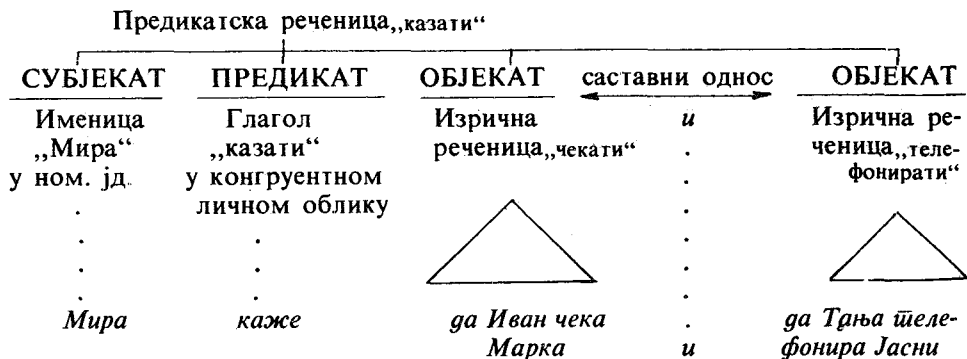 Предикатска реченица„казати“
СУБЈЕКАТ ПРЕДИКАТ ОБЈЕКАТ саставни однос ОБЈЕКАТ
Именица Глагол Изрична и Изрична ре-
„Мира“ „казати“ реченица„чекати“ ченица„теле-
у ном. јд. у конгруентном фонирати“
личном облику
Мира каже да Иван чека да Тања телe-
Марка и фонира Јасни